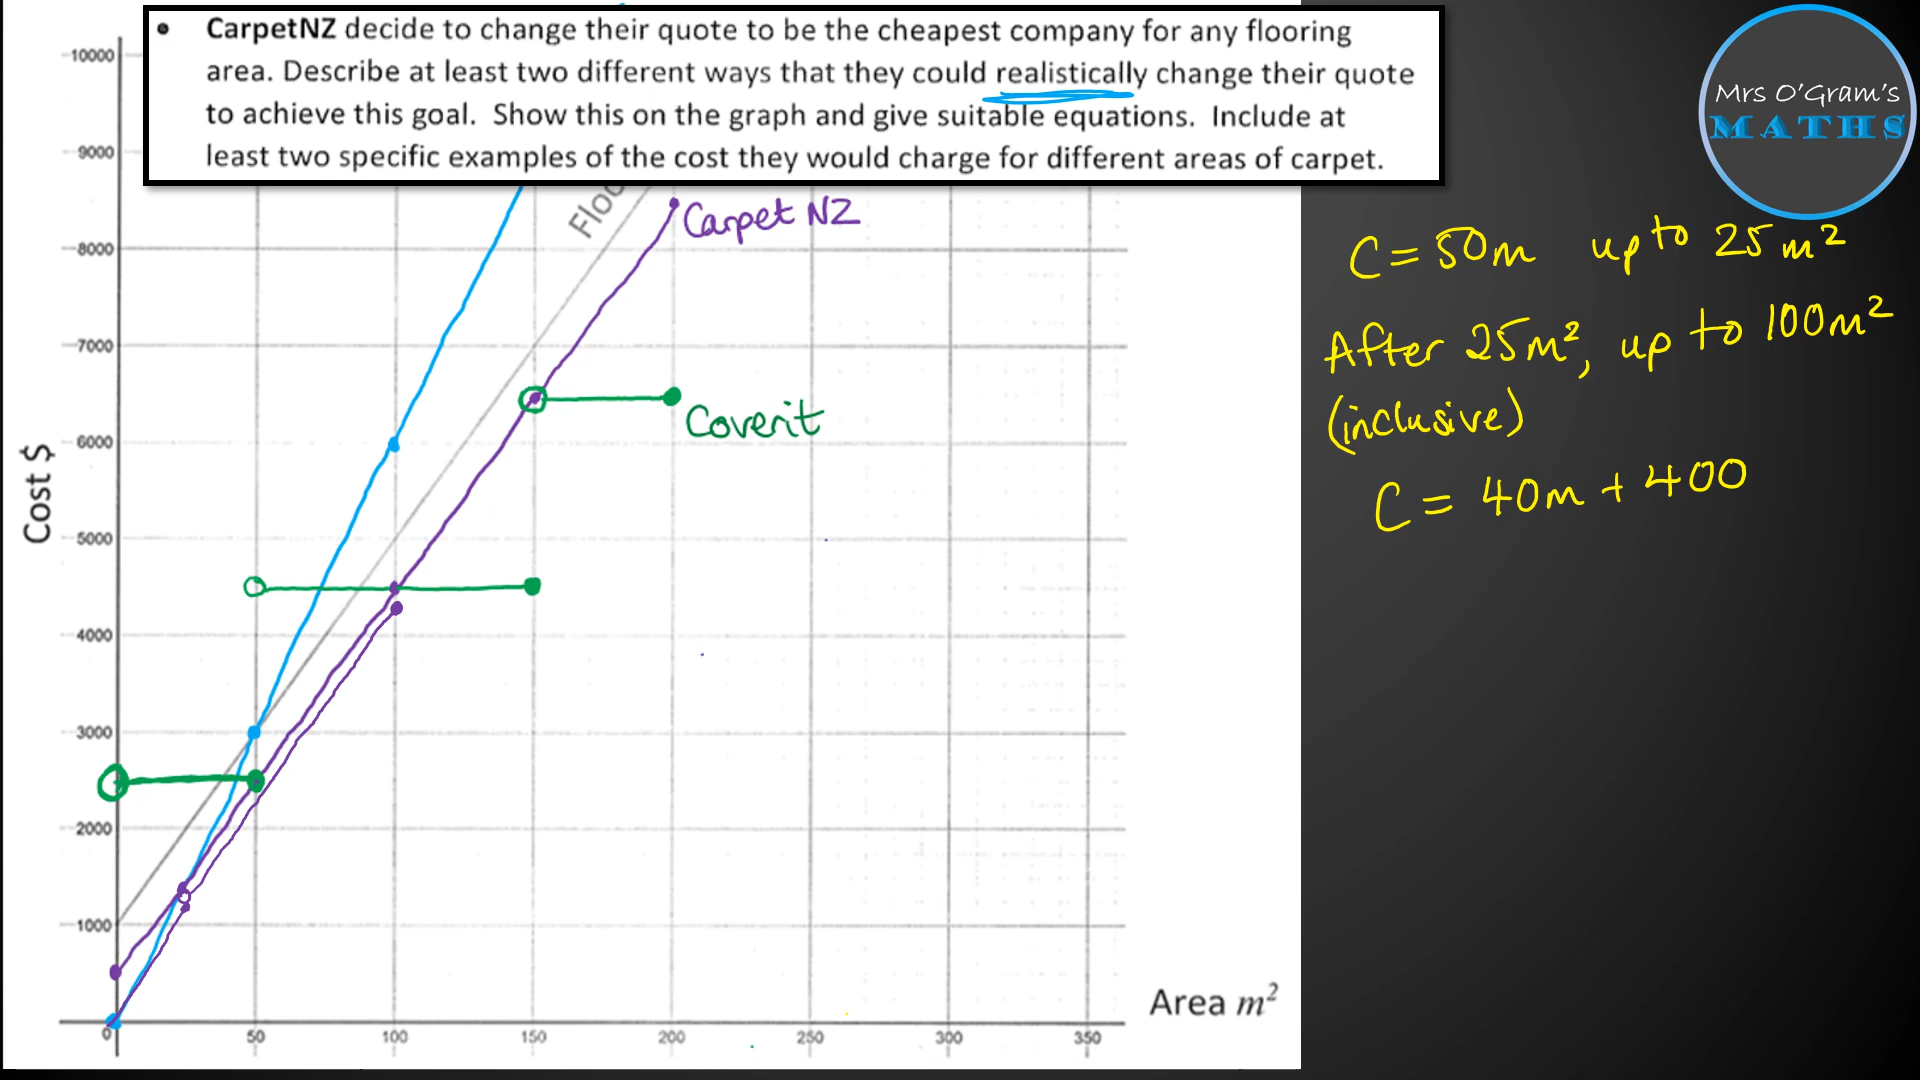 • CarpetNZ decide to change their quote to be the cheapest company for any flooring
area. Describe at least two different ways that they could realistically change their quote
to achieve this goal. Show this on the graph and give suitable equations. Include at
least two specific examples of the cost they would charge for different areas of carpet.
Mrs O'Gram's
MATHS
10000
9000
8000
7000
6000
5000
4000
3000
2000
1000
0
50
100
150
200
250
300
350
Cost $
Area m²
Carpet NZ
Coverit
C = 50m up to 25m²
After 25m², up to 100m²
(inclusive)
C = 40m + 400